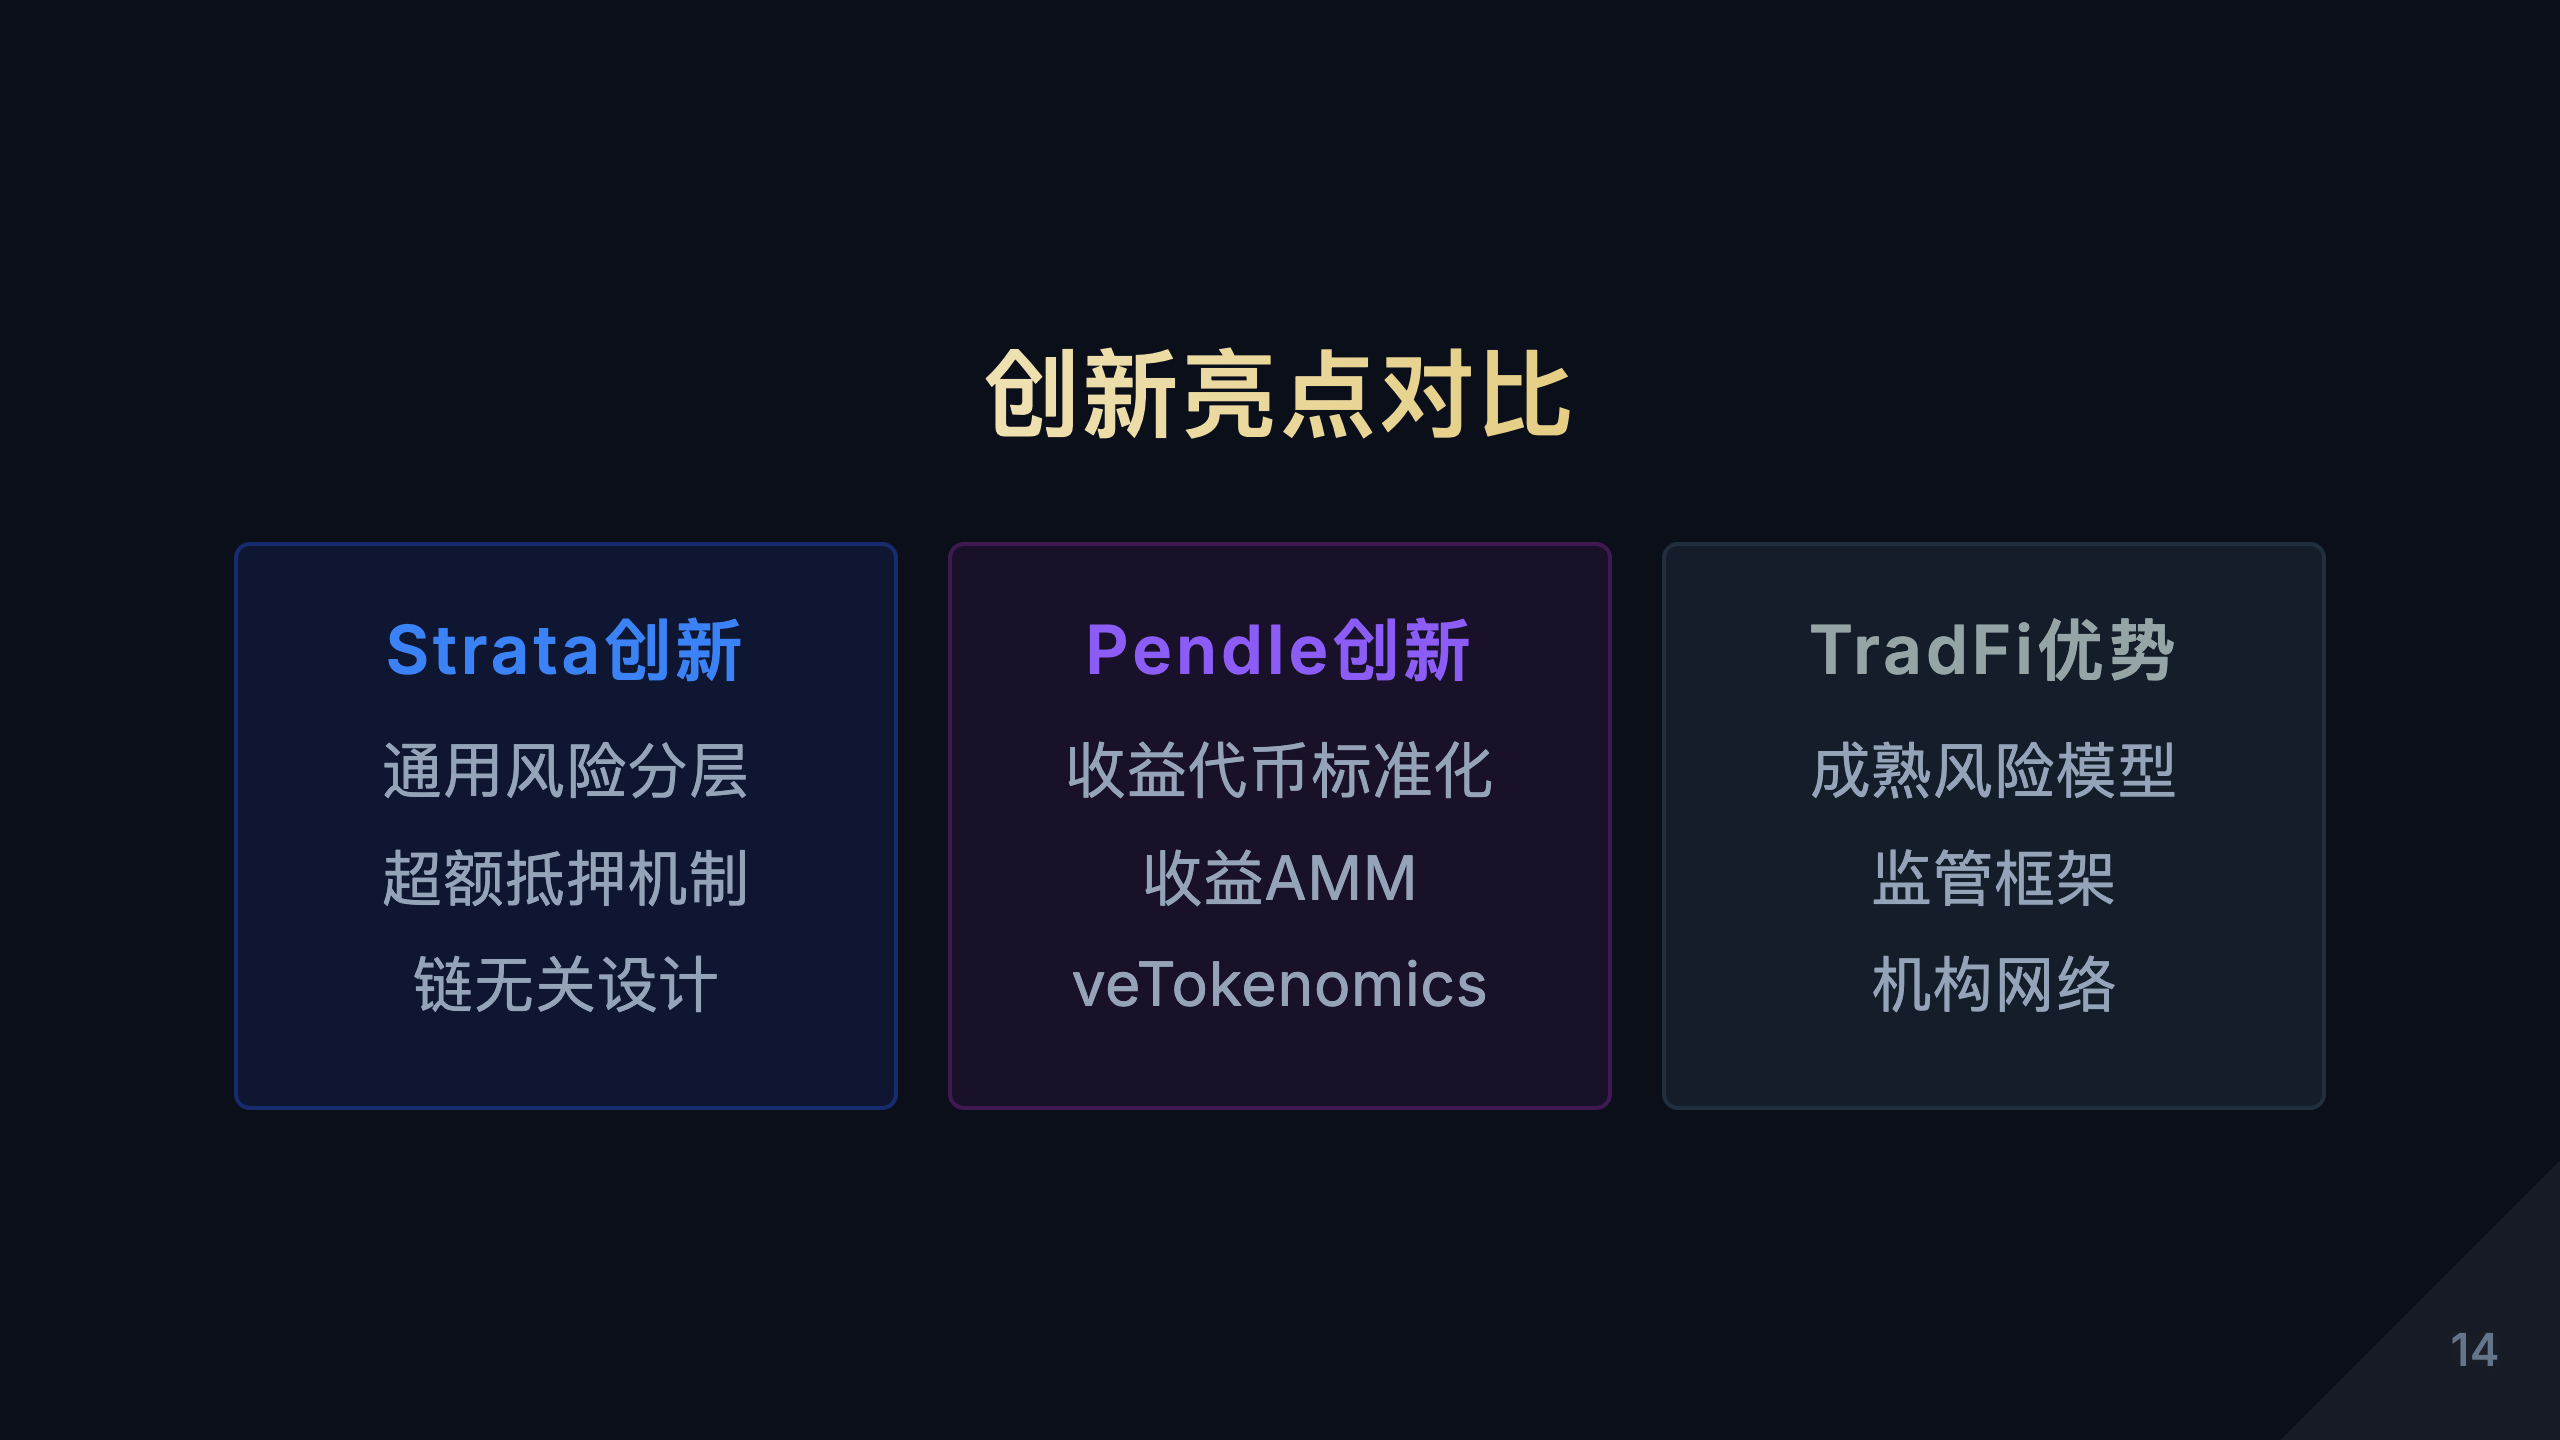 创新亮点对比
Strata创新
通用风险分层
超额抵押机制
链无关设计
Pendle创新
收益代币标准化
收益AMM
veTokenomics
TradFi优势
成熟风险模型
监管框架
机构网络
14